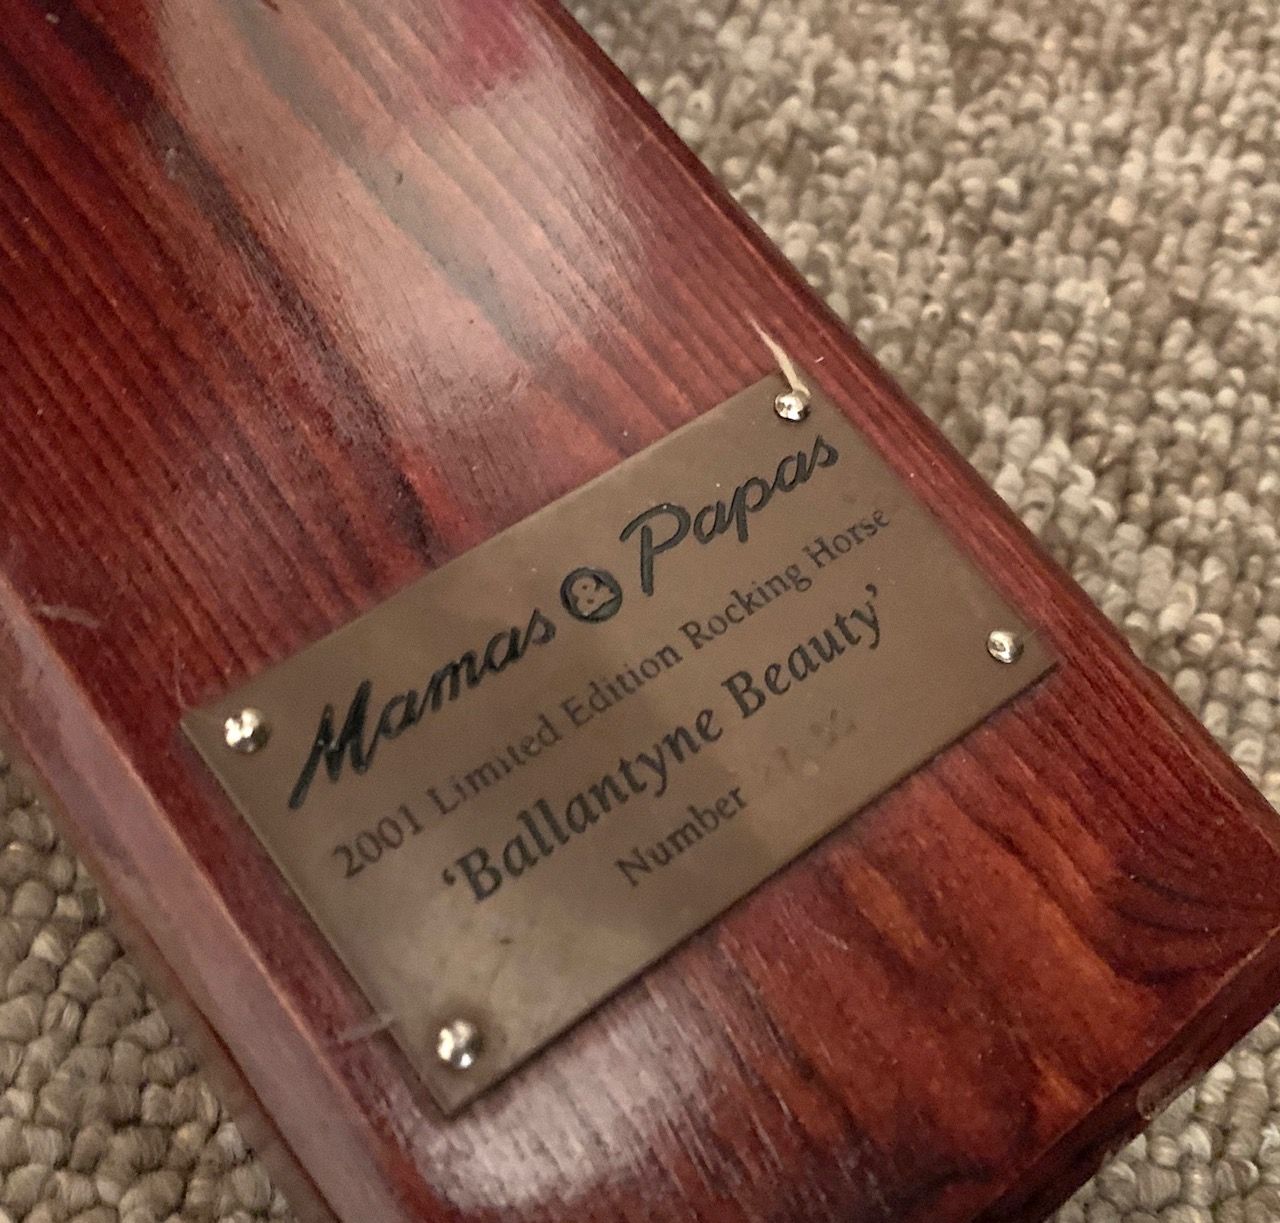 Mamas & Papas
2001 Limited Edition Rocking Horse
‘Ballantyne Beauty’
Number